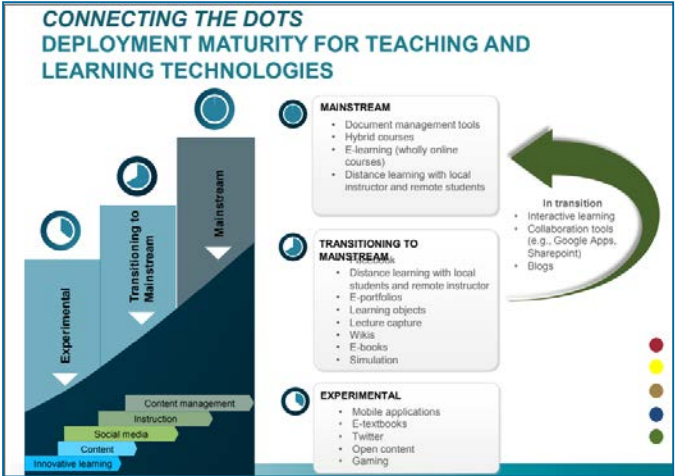 CONNECTING THE DOTS
DEPLOYMENT MATURITY FOR TEACHING AND
LEARNING TECHNOLOGIES
Experimental
Transitioning to
Mainstream
Mainstream
Content management
Instruction
Social media
Content
Innovative learning
MAINSTREAM
• Document management tools
• Hybrid courses
• E-learning (wholly online
courses)
• Distance learning with local
instructor and remote students
TRANSITIONING TO
MAINSTREAM
• Facebook
• Distance learning with local
students and remote instructor
• E-portfolios
• Learning objects
• Lecture capture
• Wikis
• E-books
• Simulation
EXPERIMENTAL
• Mobile applications
• E-textbooks
• Twitter
• Open content
• Gaming
In transition
• Interactive learning
• Collaboration tools
(e.g., Google Apps,
Sharepoint)
• Blogs